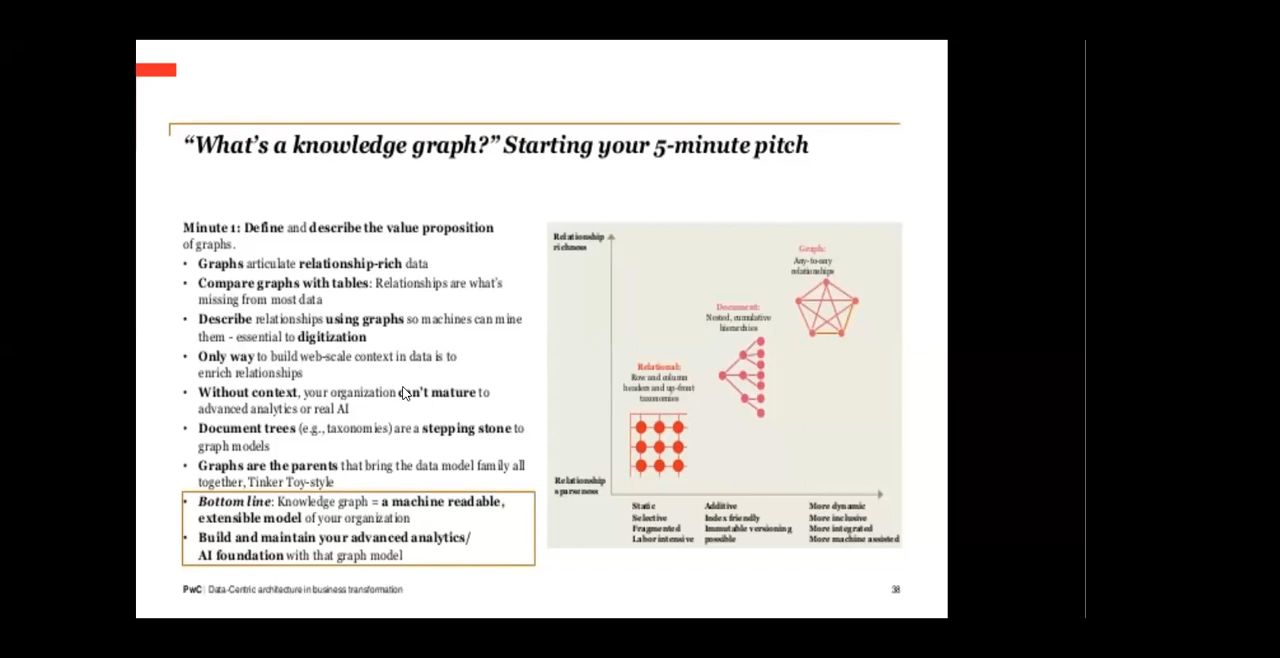 “What’s a knowledge graph?” Starting your 5-minute pitch
Minute 1: Define and describe the value proposition
of graphs.
• Graphs articulate relationship-rich data
• Compare graphs with tables: Relationships are what’s
missing from most data
• Describe relationships using graphs so machines can mine
them - essential to digitization
• Only way to build web-scale context in data is to
enrich relationships
• Without context, your organization can’t mature to
advanced analytics or real AI
• Document trees (e.g., taxonomies) are a stepping stone to
graph models
• Graphs are the parents that bring the data model family all
together, Tinker Toy-style
• Bottom line: Knowledge graph = a machine readable,
extensible model of your organization
• Build and maintain your advanced analytics/
AI foundation with that graph model
Relationship
richness
Graph:
Any-to-any
relationships
Document:
Nested, cumulative
hierarchies
Relational:
Row and column
headers and up-front
taxonomies
Relationship
sparseness
Static
Selective
Fragmented
Labor intensive
Additive
Index friendly
Immutable versioning
possible
More dynamic
More inclusive
More integrated
More machine assisted
PwC | Data-Centric architecture in business transformation
38